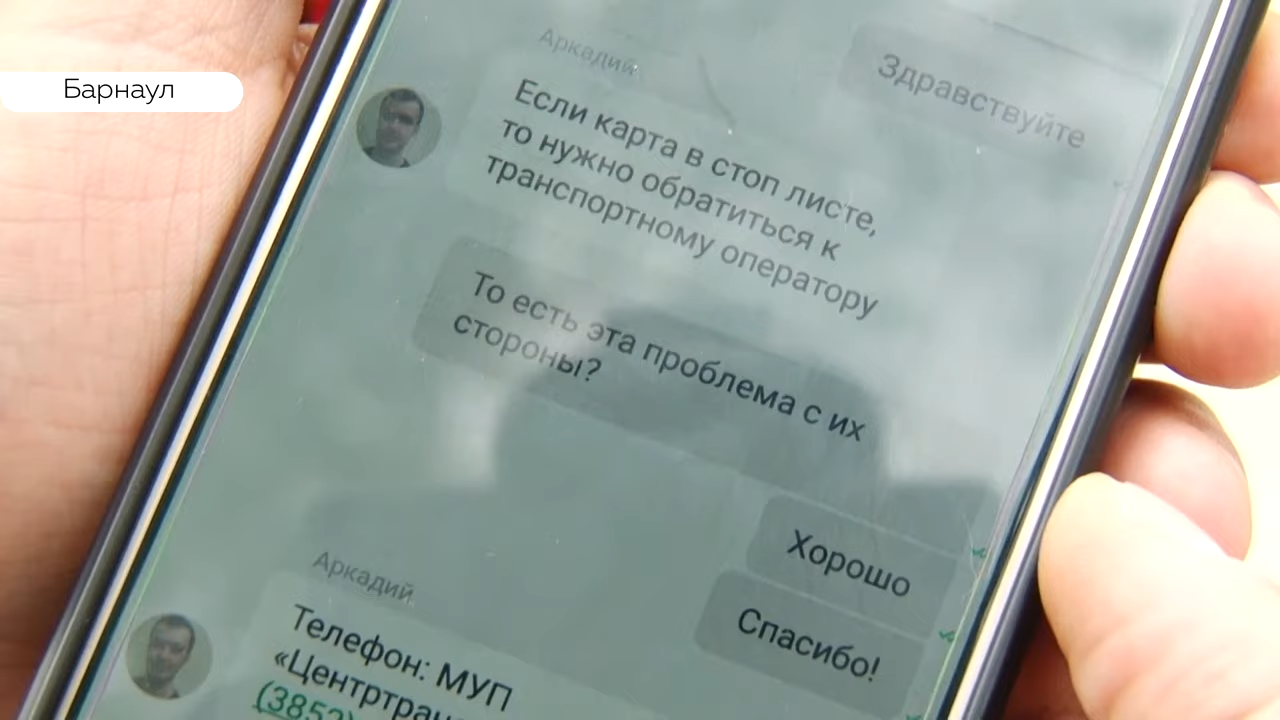 Барнаул
Здравствуйте
Аркадий
Если карта в стоп листе,
то нужно обратиться к
транспортному оператору
То есть эта проблема с их
стороны?
Хорошо
Спасибо!
Аркадий
Телефон: МУП
(3852)